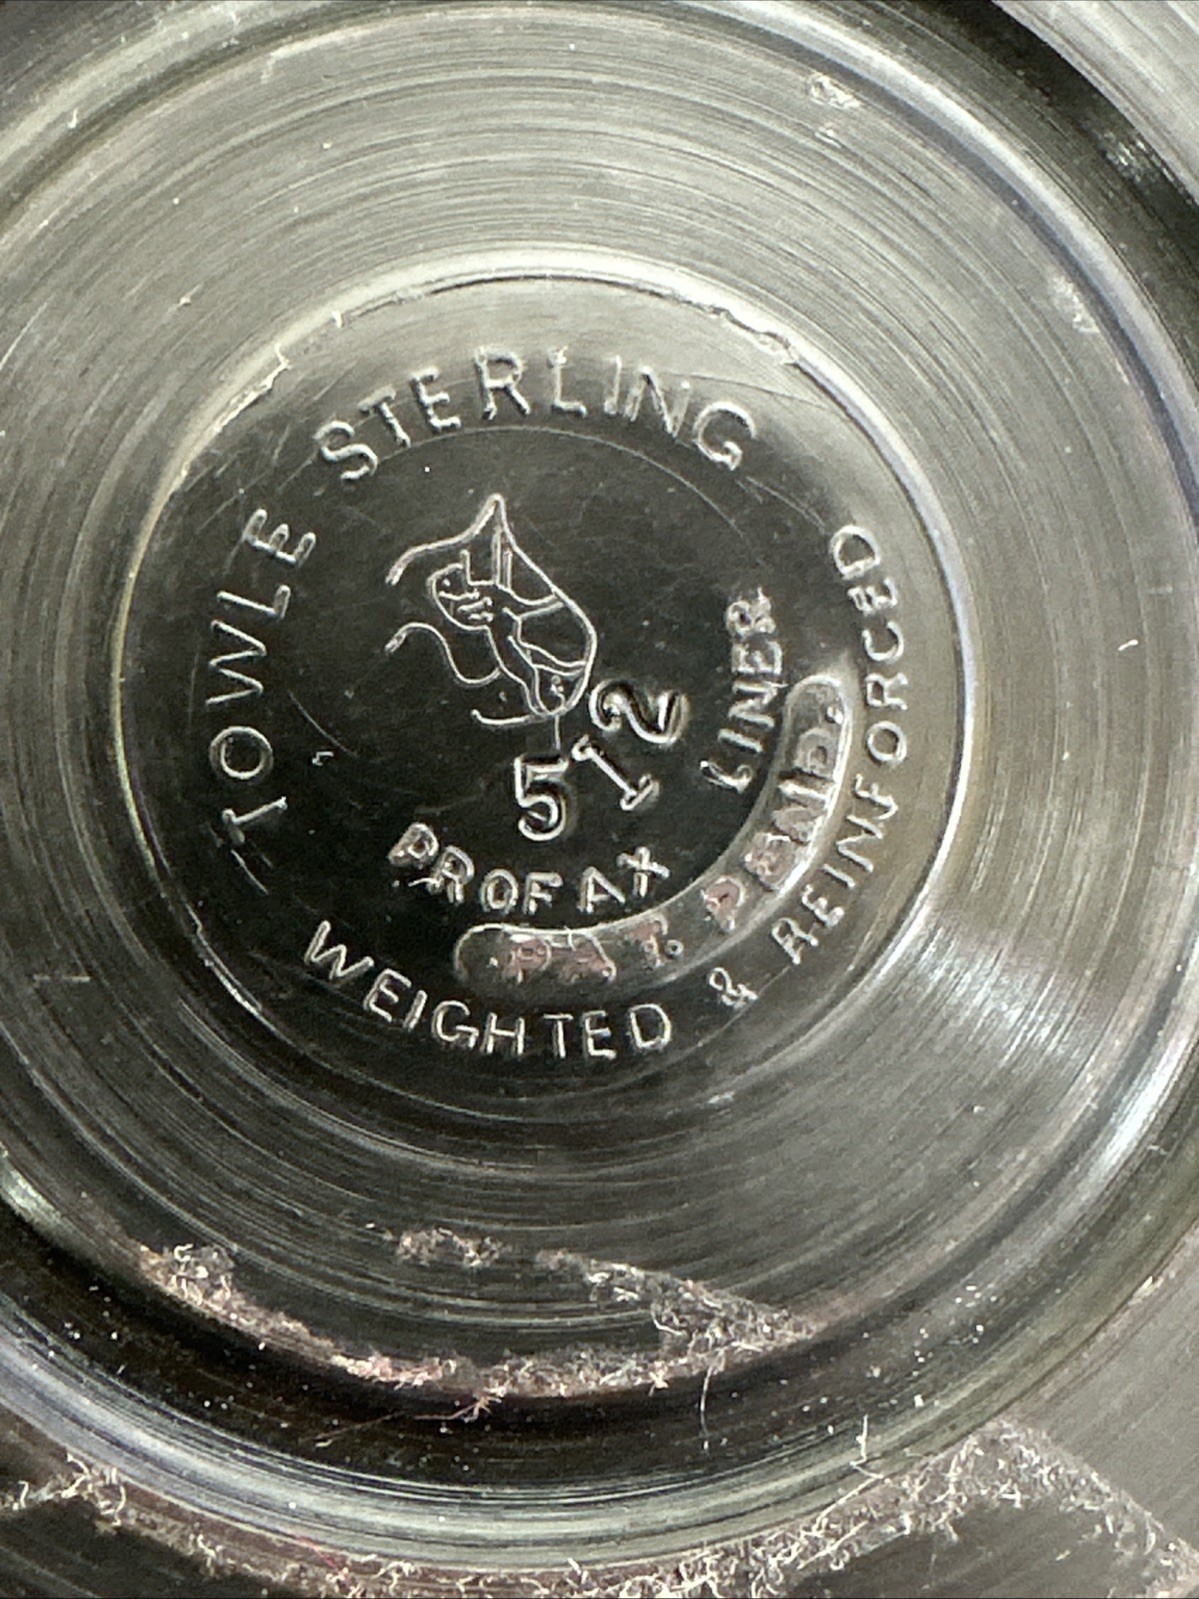 TOWLE STERLING
512
PROFAX LINER
PAT. PEND.
WEIGHTED & REINFORCED